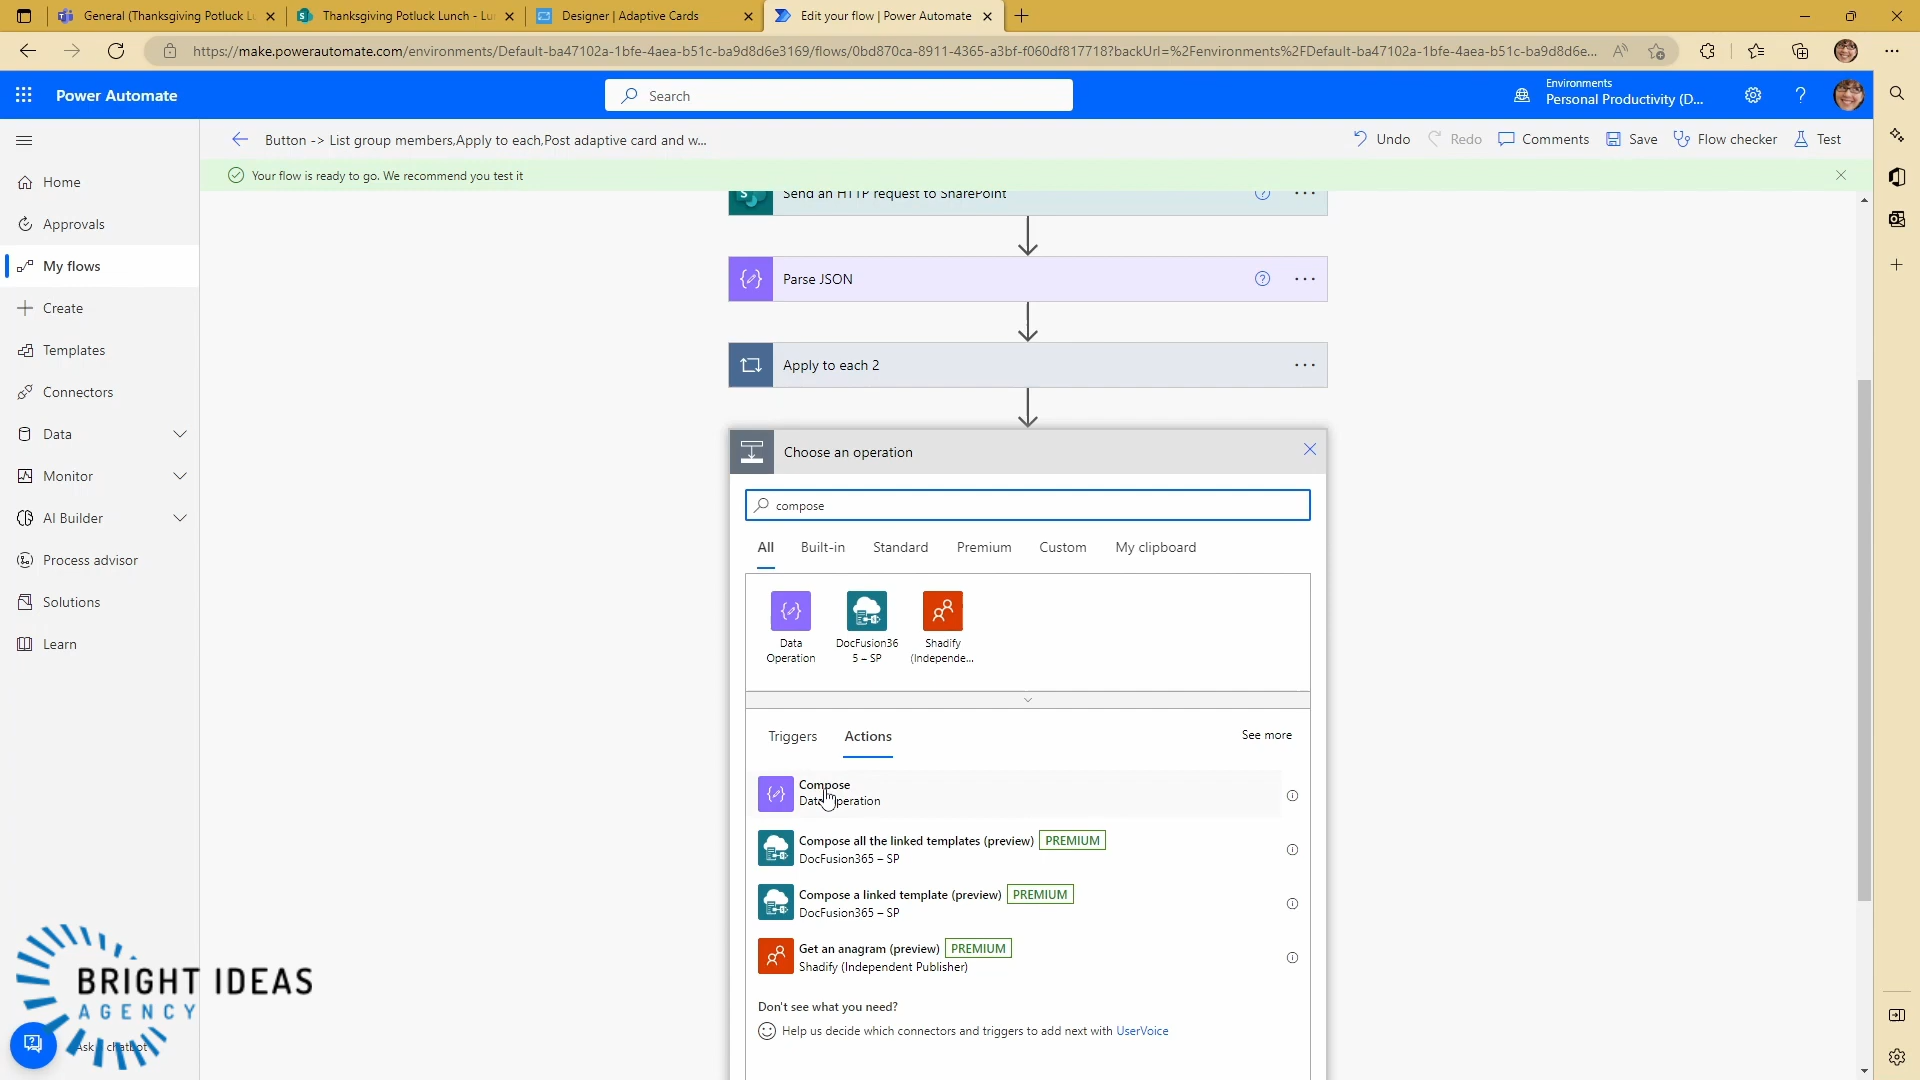 General (Thanksgiving Potluck Lu
Thanksgiving Potluck Lunch - Lun
Designer | Adaptive Cards
Edit your flow | Power Automate
https://make.powerautomate.com/environments/Default-ba47102a-1bfe-4aea-b51c-ba9d8d6e3169/flows/0bd870ca-8911-4365-a3bf-f060df817718?backUrl=%2Fenvironments%2FDefault-ba47102a-1bfe-4aea-b51c-ba9d8d6e...
Power Automate
Search
Environments
Personal Productivity (D...
Button -> List group members,Apply to each,Post adaptive card and w...
Undo
Redo
Comments
Save
Flow checker
Test
Your flow is ready to go. We recommend you test it
Home
Approvals
My flows
Create
Templates
Connectors
Data
Monitor
AI Builder
Process advisor
Solutions
Learn
Send an HTTP request to SharePoint
Parse JSON
Apply to each 2
Choose an operation
compose
All
Built-in
Standard
Premium
Custom
My clipboard
Data
Operation
DocFusion36
5 – SP
Shadify
(Independe...
Triggers
Actions
See more
Compose
Data Operation
Compose all the linked templates (preview) PREMIUM
DocFusion365 – SP
Compose a linked template (preview) PREMIUM
DocFusion365 – SP
Get an anagram (preview) PREMIUM
Shadify (Independent Publisher)
Don't see what you need?
Help us decide which connectors and triggers to add next with UserVoice
BRIGHT IDEAS
AGENCY
Ask a chatbot